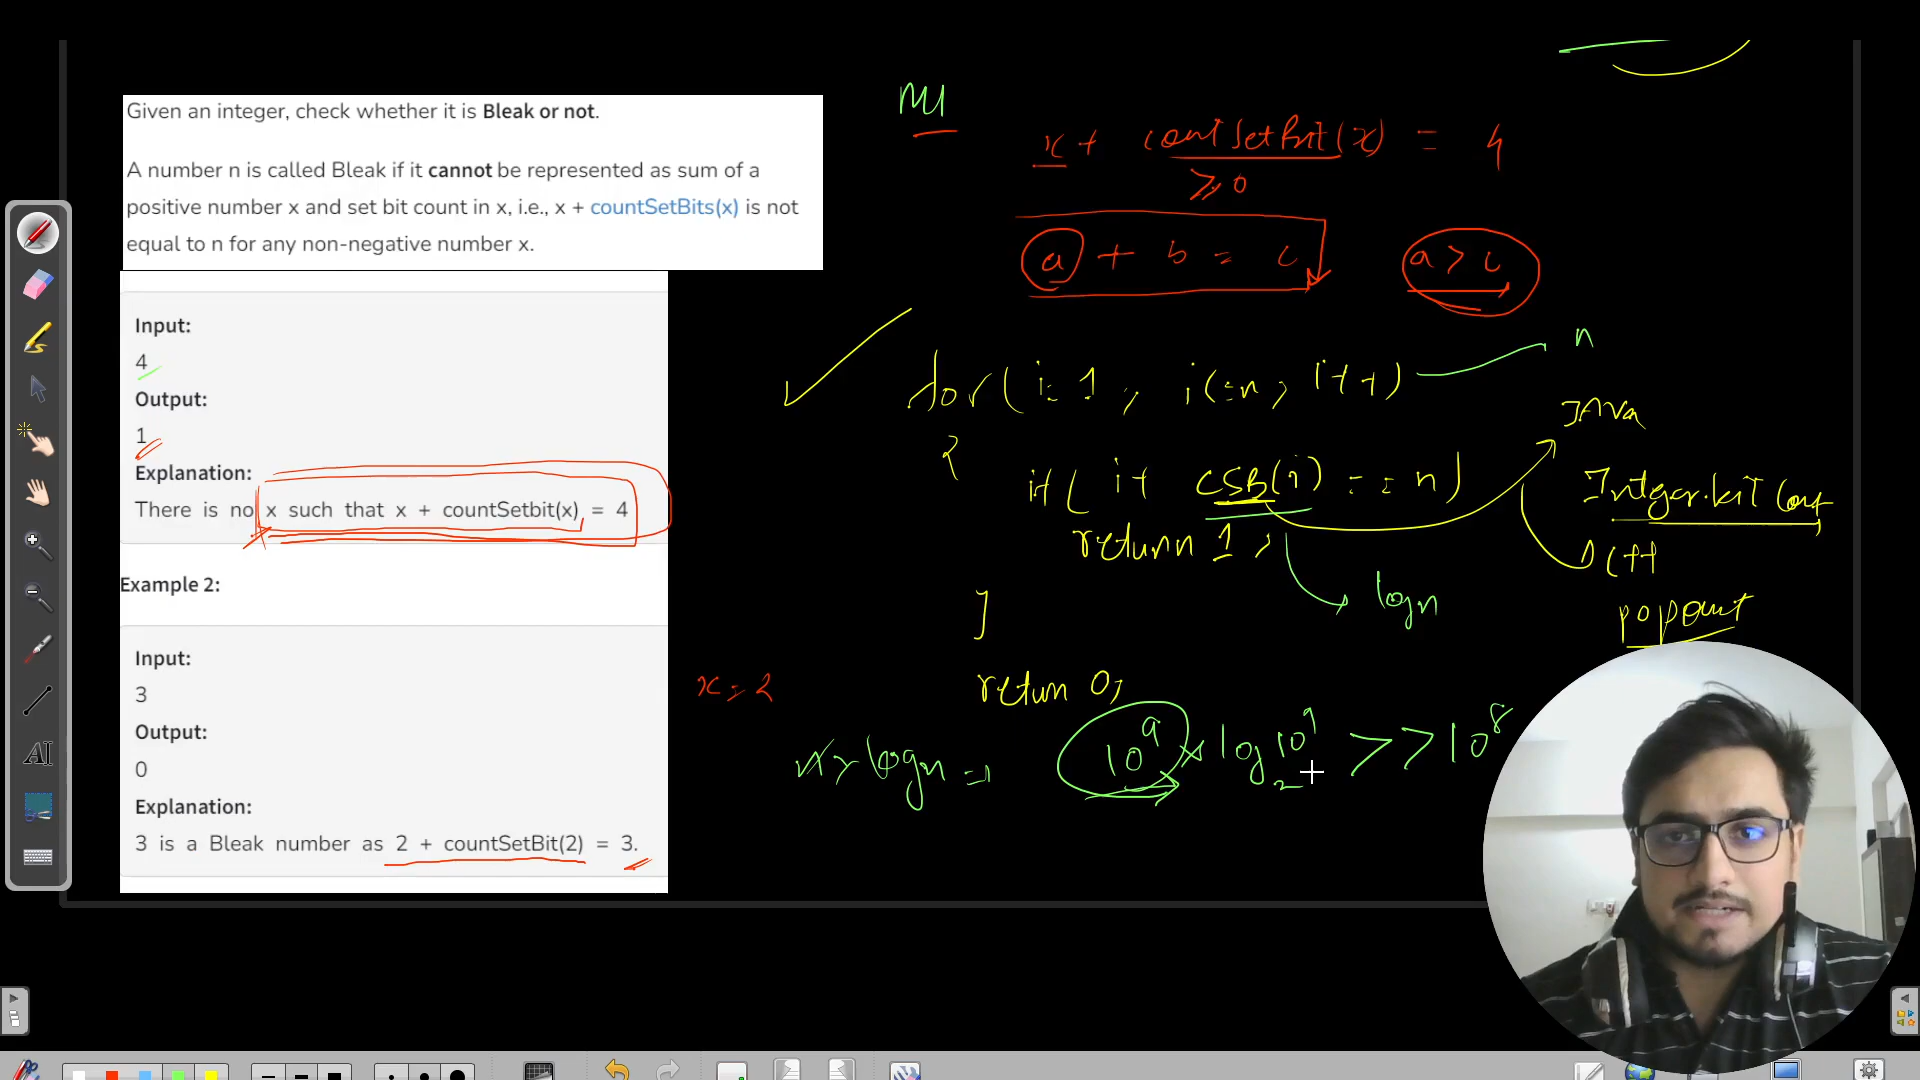 Given an integer, check whether it is Bleak or not.
A number n is called Bleak if it cannot be represented as sum of a
positive number x and set bit count in x, i.e., x + countSetBits(x) is not
equal to n for any non-negative number x.
Input:
4
Output:
1
Explanation:
There is no x such that x + countSetbit(x) = 4
Example 2:
Input:
3
Output:
0
Explanation:
3 is a Bleak number as 2 + countSetBit(2) = 3.
x = 2
M1
x + countSetBit(x) = 4
≥ 0
a + b = c
a > c
for( i=1 ; i<=n ; i++)
n
{
if( i+ CSB(i) == n)
return 1 ;
}
return 0;
JAVA
Integer.bitCount
C++
popcount
logn
n x logn =
10^9 x log_2 10^9 >> 10^8
AI